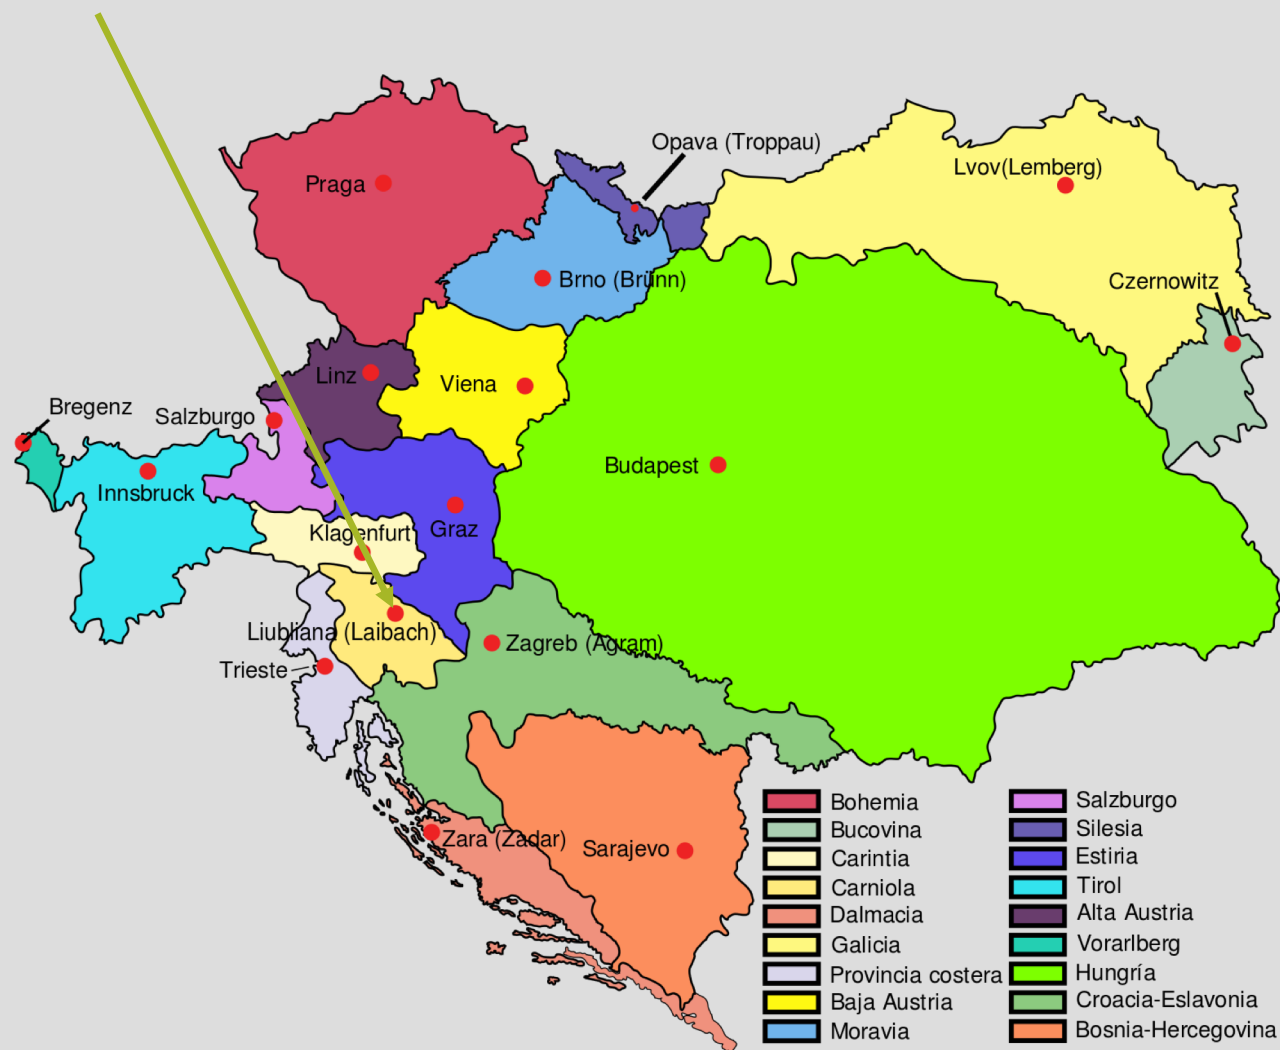 Opava (Troppau)
Lvov(Lemberg)
Praga
Brno (Brünn)
Czernowitz
Linz
Viena
Bregenz
Salzburgo
Budapest
Innsbruck
Klagenfurt
Graz
Liubliana (Laibach)
Zagreb (Agram)
Trieste
Zara (Zadar)
Sarajevo
Bohemia
Bucovina
Carintia
Carniola
Dalmacia
Galicia
Provincia costera
Baja Austria
Moravia
Salzburgo
Silesia
Estiria
Tirol
Alta Austria
Vorarlberg
Hungría
Croacia-Eslavonia
Bosnia-Hercegovina